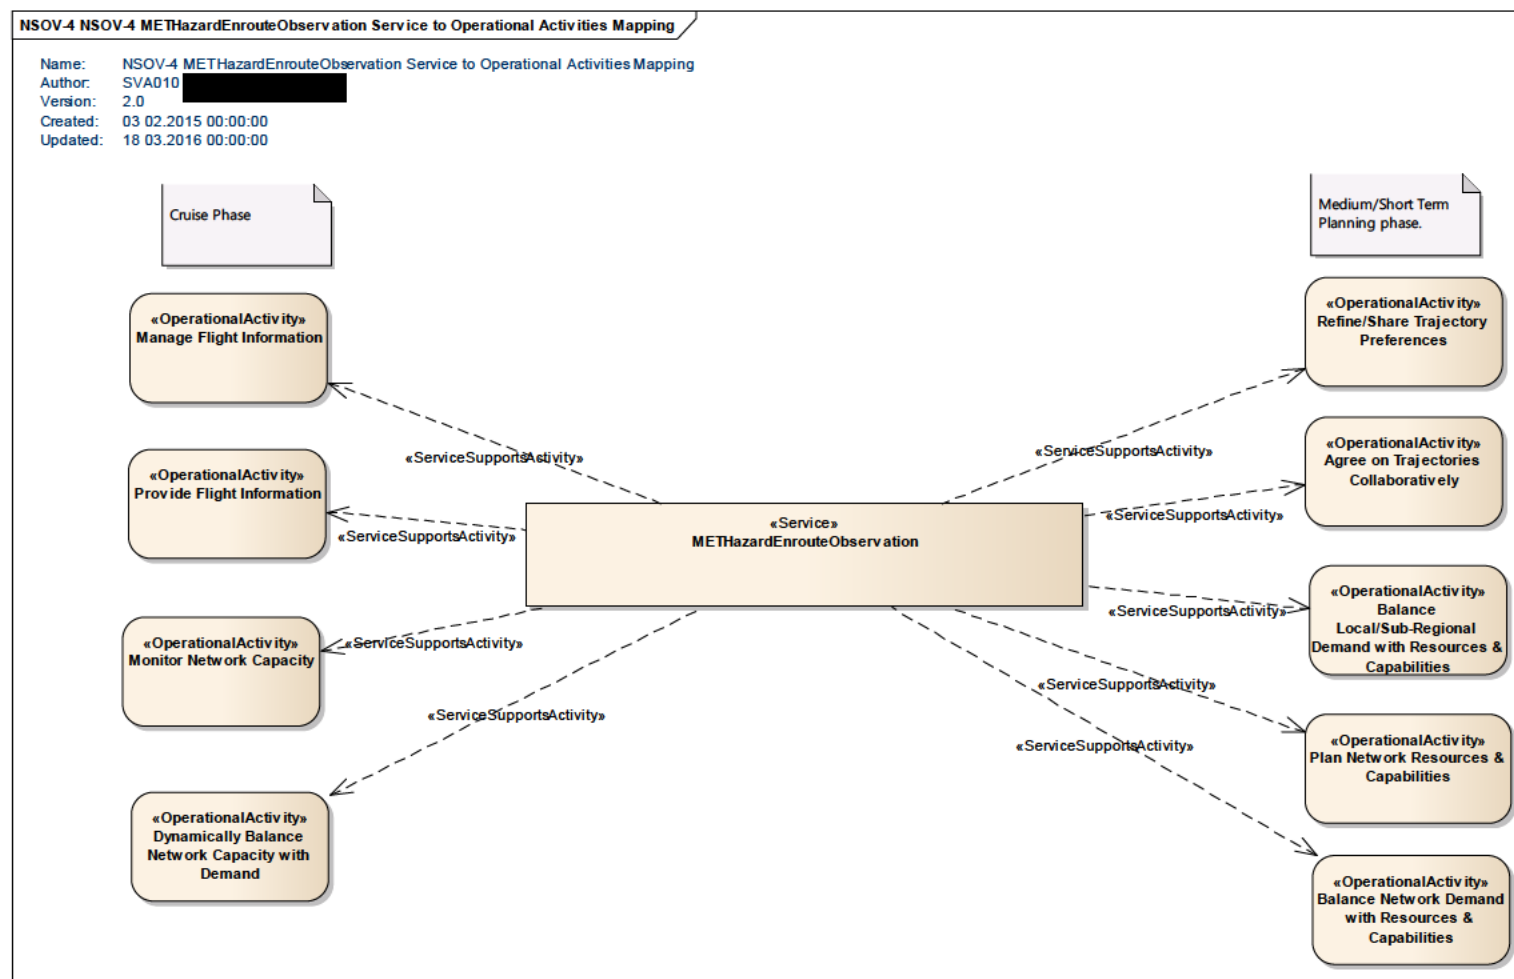 NSOV-4 NSOV-4 METHazardEnrouteObservation Service to Operational Activities Mapping
Name: NSOV-4 METHazardEnrouteObservation Service to Operational Activities Mapping
Author: SVA010
Version: 2.0
Created: 03 02.2015 00:00:00
Updated: 18 03.2016 00:00:00
Cruise Phase
Medium/Short Term
Planning phase.
«OperationalActivity»
Manage Flight Information
«OperationalActivity»
Refine/Share Trajectory
Preferences
«ServiceSupportsActivity»
«ServiceSupportsActivity»
«OperationalActivity»
Provide Flight Information
«OperationalActivity»
Agree on Trajectories
Collaboratively
«ServiceSupportsActivity»
«ServiceSupportsActivity»
«Service»
METHazardEnrouteObservation
«OperationalActivity»
Monitor Network Capacity
«ServiceSupportsActivity»
«ServiceSupportsActivity»
«OperationalActivity»
Balance
Local/Sub-Regional
Demand with Resources &
Capabilities
«ServiceSupportsActivity»
«ServiceSupportsActivity»
«ServiceSupportsActivity»
«OperationalActivity»
Plan Network Resources &
Capabilities
«OperationalActivity»
Dynamically Balance
Network Capacity with
Demand
«OperationalActivity»
Balance Network Demand
with Resources &
Capabilities